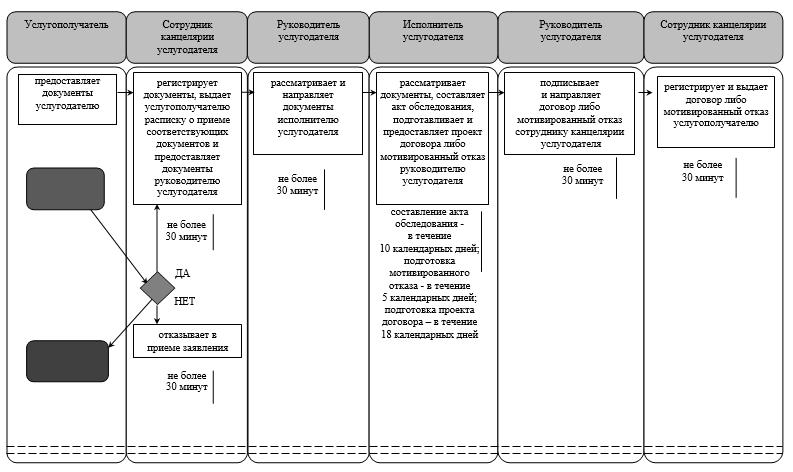 Услугополучатель
Сотрудник
канцелярии
услугодателя
Руководитель
услугодателя
Исполнитель
услугодателя
Руководитель
услугодателя
Сотрудник канцелярии
услугодателя
предоставляет
документы
услугодателю
регистрирует
документы, выдает
услугополучателю
расписку о приеме
соответствующих
документов и
предоставляет
документы
руководителю
услугодателя
не более
30 минут
ДА
НЕТ
отказывает в
приеме заявления
не более
30 минут
рассматривает и
направляет
документы
исполнителю
услугодателя
не более
30 минут
рассматривает
документы, составляет
акт обследования,
подготавливает и
предоставляет проект
договора либо
мотивированный отказ
руководителю
услугодателя
составление акта
обследования -
в течение
10 календарных дней;
подготовка
мотивированного
отказа - в течение
5 календарных дней;
подготовка проекта
договора – в течение
18 календарных дней
подписывает
и направляет
договор либо
мотивированный отказ
сотруднику канцелярии
услугодателя
не более
30 минут
регистрирует и выдает
договор либо
мотивированный отказ
услугополучателю
не более
30 минут